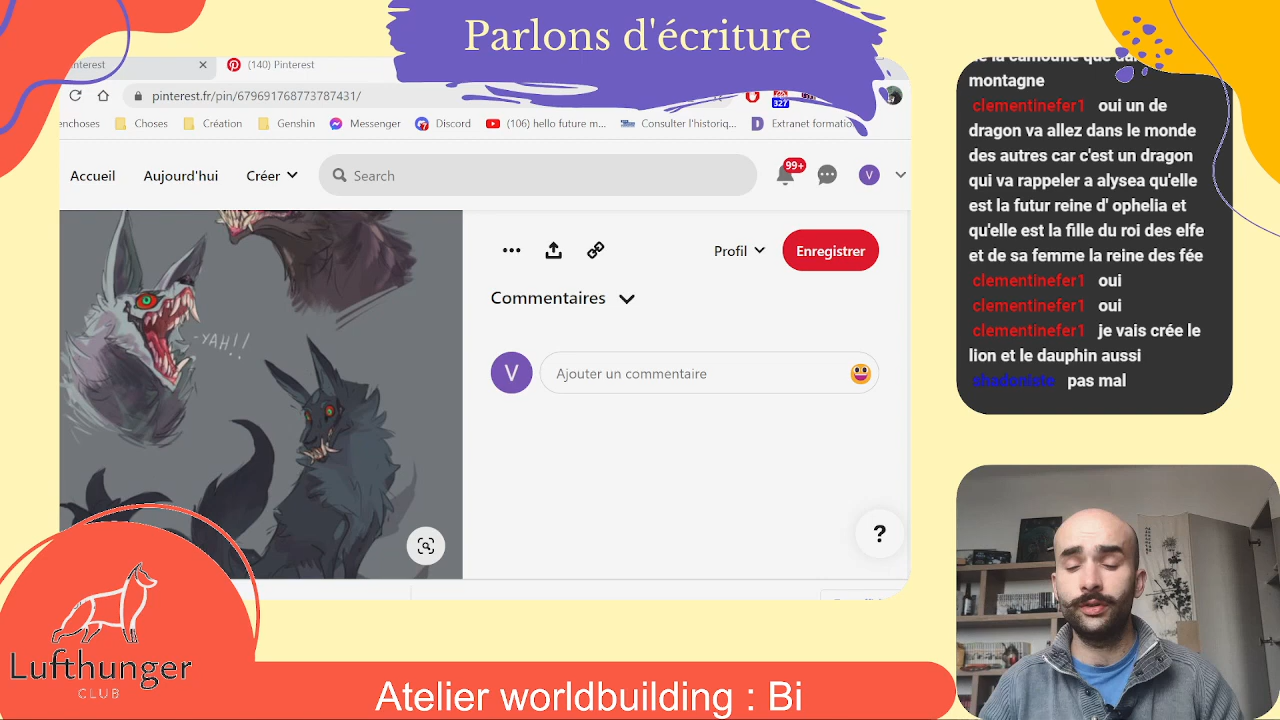 Parlons d'écriture
nterest
(140) Pinterest
pinterest.fr/pin/679691768773787431/
327
Choses
Création
Genshin
Messenger
Discord
(106) hello future m...
Consulter l'historiq...
Extranet formatio
Accueil
Aujourd'hui
Créer
Search
99+
V
Profil
Enregistrer
Commentaires
V
Ajouter un commentaire
-YAH!!
?
montagne
clementinefer1 oui un de
dragon va allez dans le monde
des autres car c'est un dragon
qui va rappeler a alysea qu'elle
est la futur reine d' ophelia et
qu'elle est la fille du roi des elfe
et de sa femme la reine des fée
clementinefer1 oui
clementinefer1 oui
clementinefer1 je vais crée le
lion et le dauphin aussi
pas mal
Lufthunger
CLUB
Atelier worldbuilding : Bi